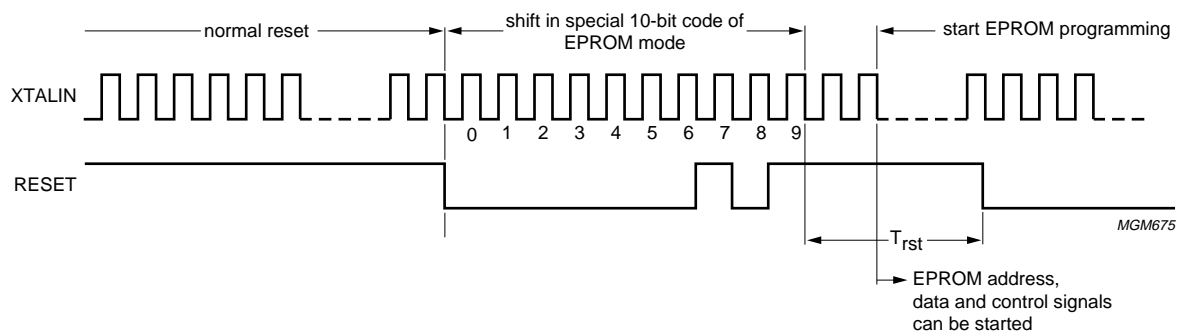 normal reset
shift in special 10-bit code of
EPROM mode
start EPROM programming
XTALIN
0 1 2 3 4 5 6 7 8 9
RESET
MGM675
Trst
EPROM address,
data and control signals
can be started